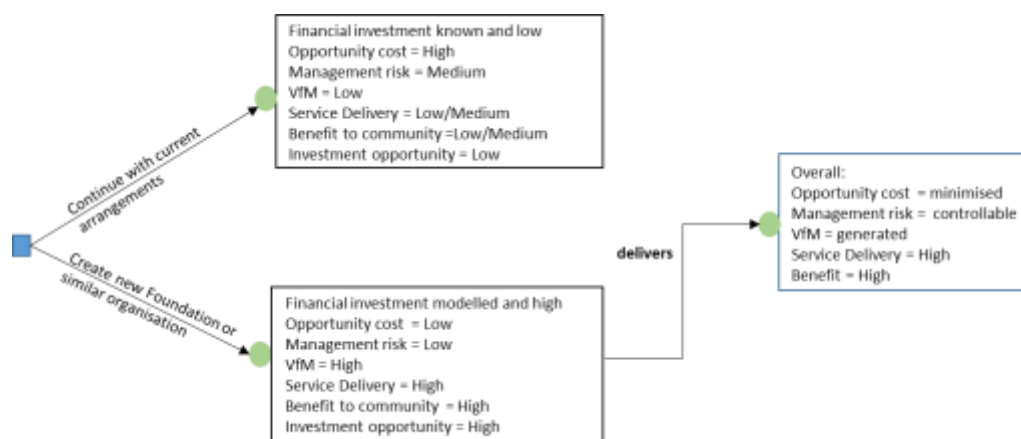 Financial investment known and low
Opportunity cost = High
Management risk = Medium
VfM = Low
Service Delivery = Low/Medium
Benefit to community =Low/Medium
Investment opportunity = Low
Continue with current
arrangements
Create new Foundation or
similar organisation
Financial investment modelled and high
Opportunity cost = Low
Management risk = Low
VfM = High
Service Delivery = High
Benefit to community = High
Investment opportunity = High
delivers
Overall:
Opportunity cost = minimised
Management risk = controllable
VfM = generated
Service Delivery = High
Benefit = High